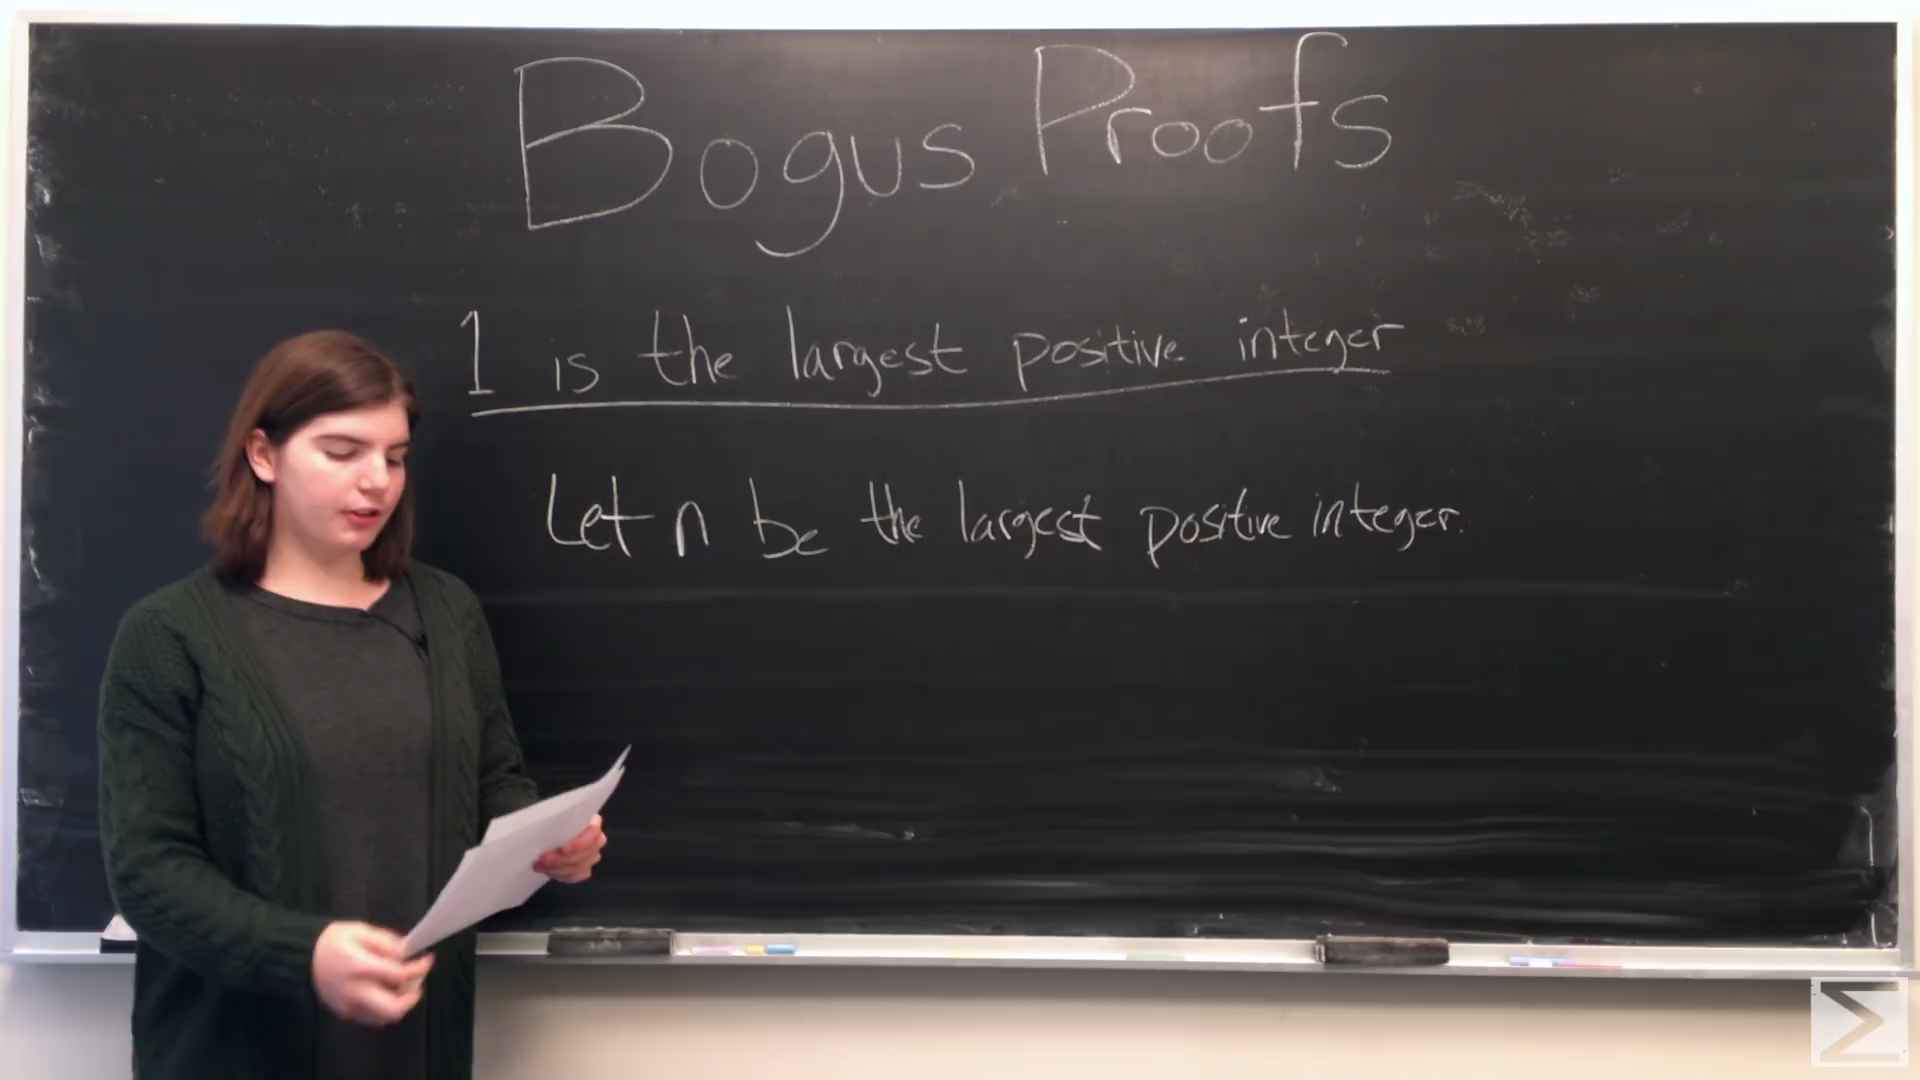 Bogus Proofs
1 is the largest positive integer
Let n be the largest positive integer.
Σ